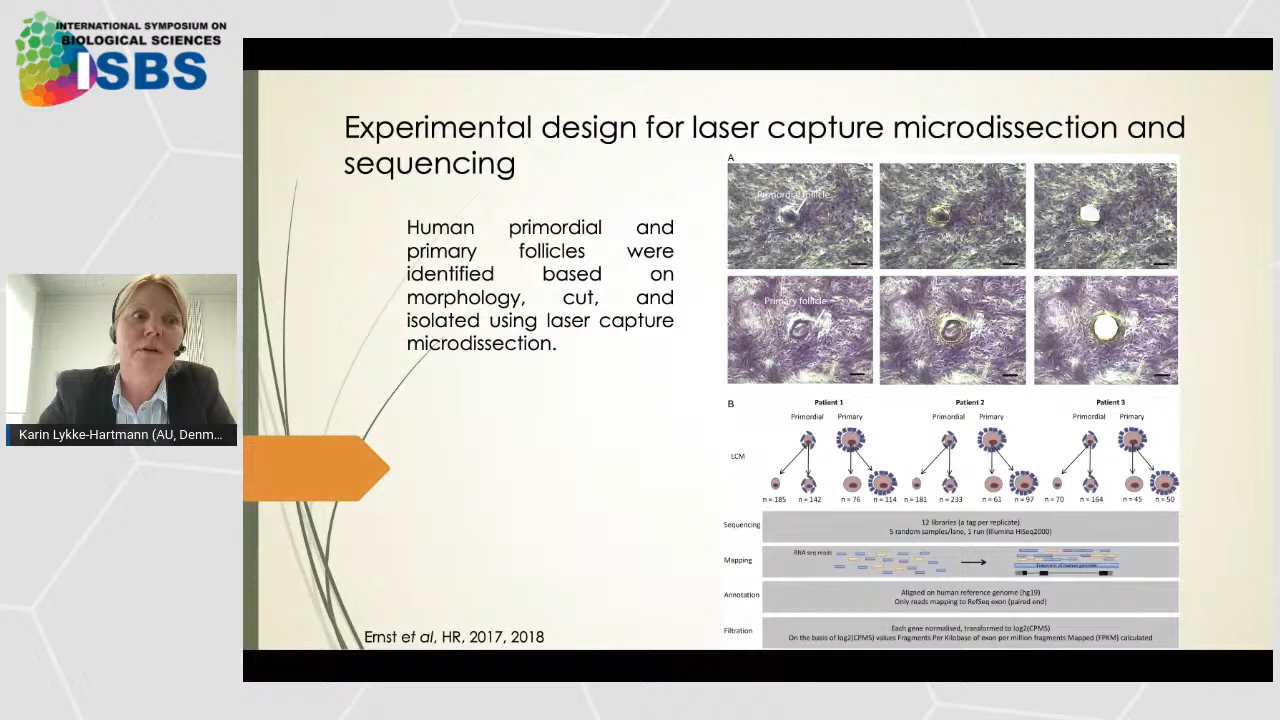 INTERNATIONAL SYMPOSIUM ON
BIOLOGICAL SCIENCES
ISBS
Experimental design for laser capture microdissection and
sequencing
Human primordial and
primary follicles were
identified based on
morphology, cut, and
isolated using laser capture
microdissection.
Ernst et al, HR, 2017, 2018
Karin Lykke-Hartmann (AU, Denm...
A
Primordial follicle
Primary follicle
B
Patient 1 Patient 2 Patient 3
Primordial Primary Primordial Primary Primordial Primary
LCM
n = 185 n = 142 n = 76 n = 114 n = 181 n = 233 n = 61 n = 97 n = 70 n = 164 n = 45 n = 50
Sequencing
12 libraries (a tag per replicate)
5 random samples/lane, 1 run (Illumina HiSeq2000)
Mapping
RNA seq reads
Fragments of human genome
Annotation
Aligned on human reference genome (hg19)
Only reads mapping to RefSeq exon (paired end)
Filtration
Each gene normalised, transformed to log2(CPMS)
On the basis of log2(CPMS) values Fragments Per Kilobase of exon per million fragments Mapped (FPKM) calculated